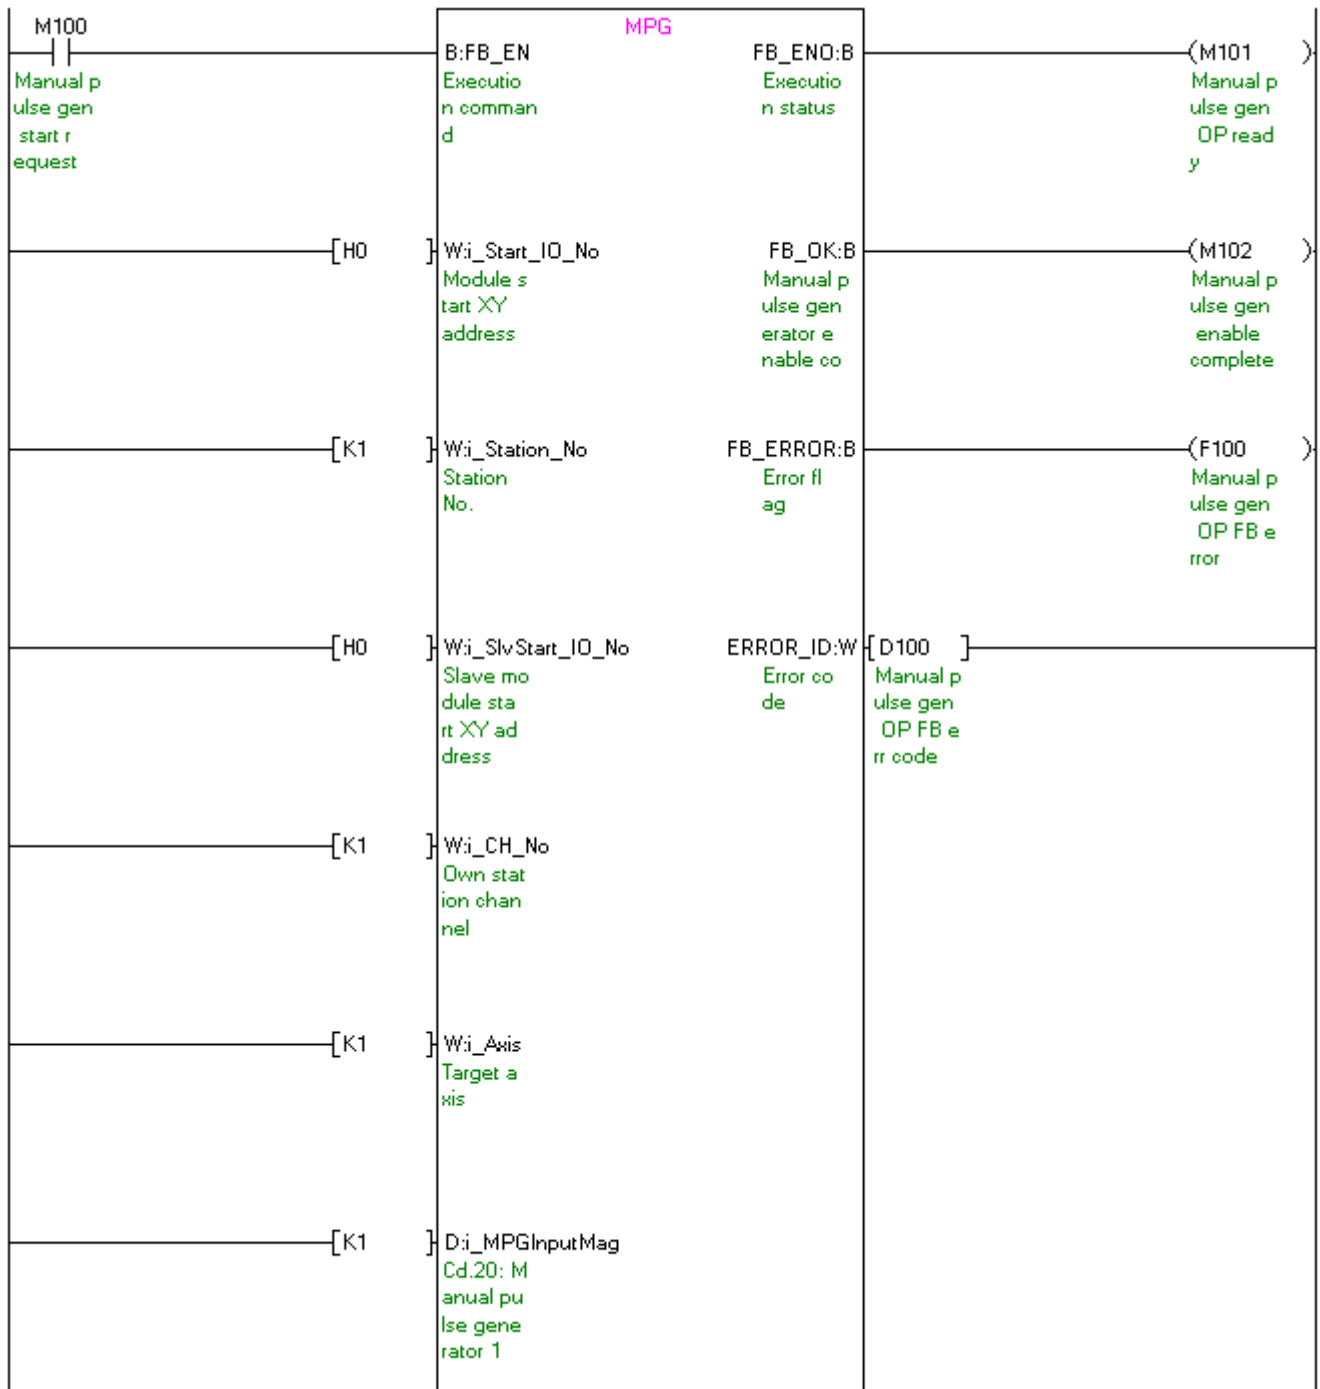 M100
MPG
B:FB_EN
FB_ENO:B
(M101 )
Manual p
ulse gen
start r
equest
Executio
n comman
d
Executio
n status
Manual p
ulse gen
OP read
y
[H0 ]
W:i_Start_IO_No
FB_OK:B
(M102 )
Module s
tart XY
address
Manual p
ulse gen
erator e
nable co
Manual p
ulse gen
enable
complete
[K1 ]
W:i_Station_No
FB_ERROR:B
(F100 )
Station
No.
Error fl
ag
Manual p
ulse gen
OP FB e
rror
[H0 ]
W:i_SlvStart_IO_No
ERROR_ID:W
[D100 ]
Slave mo
dule sta
rt XY ad
dress
Error co
de
Manual p
ulse gen
OP FB e
rr code
[K1 ]
W:i_CH_No
Own stat
ion chan
nel
[K1 ]
W:i_Axis
Target a
xis
[K1 ]
D:i_MPGInputMag
Cd.20: M
anual pu
lse gene
rator 1